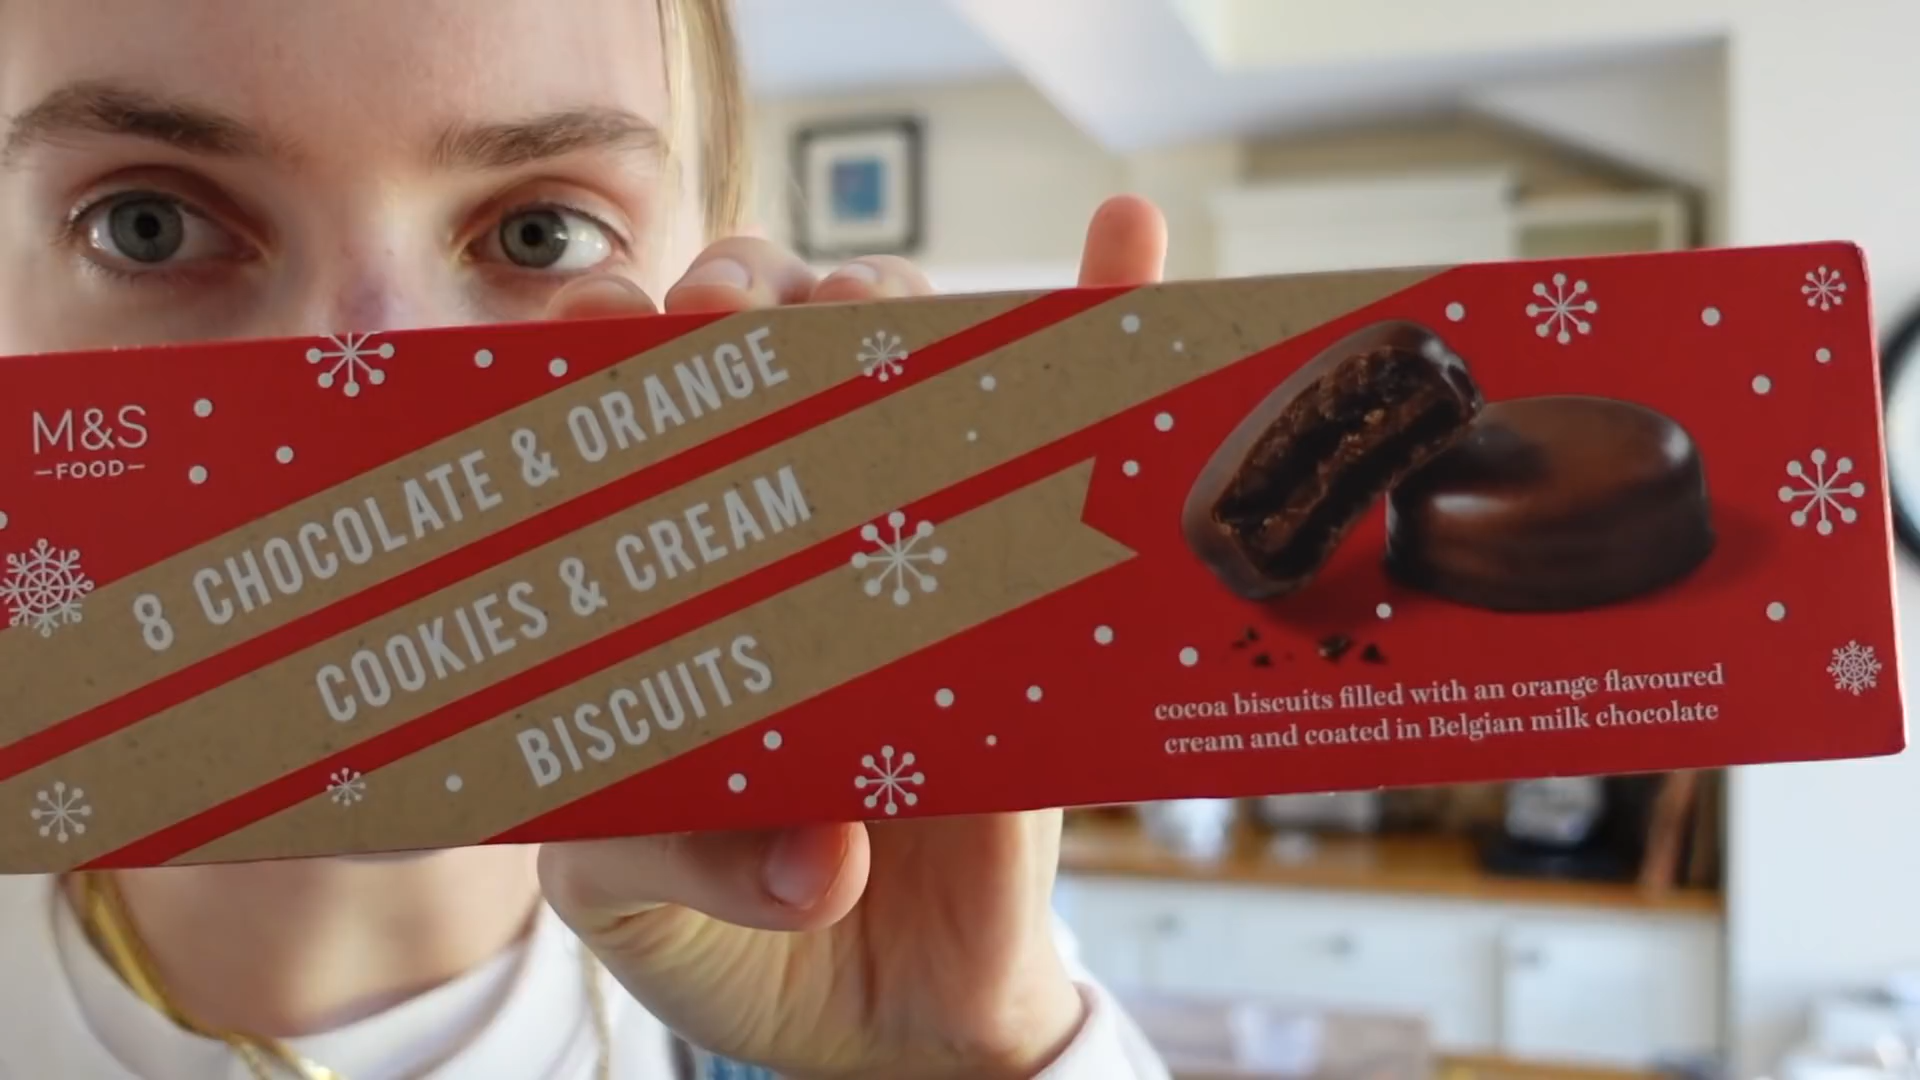 M&S
FOOD
8 CHOCOLATE & ORANGE
COOKIES & CREAM
BISCUITS
cocoa biscuits filled with an orange flavoured
cream and coated in Belgian milk chocolate